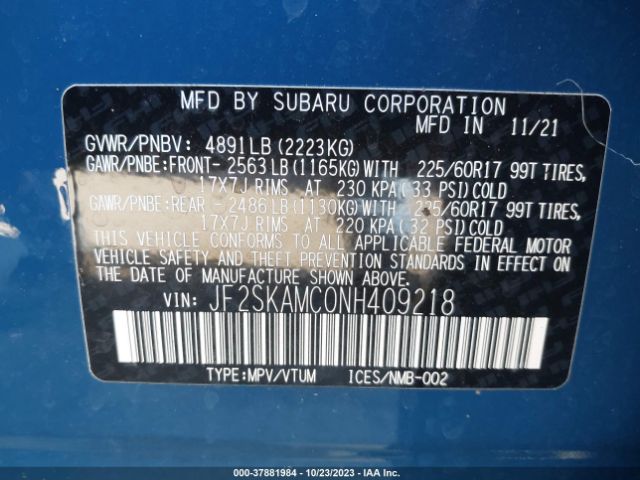 MFD BY SUBARU CORPORATION
MFD IN 11/21
GVWR/PNBV: 4891LB (2223KG)
GAWR/PNBE:FRONT- 2563LB(1165KG)WITH 225/60R17 99T TIRES,
17X7J RIMS AT 230 KPA( 33 PSI)COLD
GAWR/PNBE:REAR - 2486LB(1130KG)WITH 225/60R17 99T TIRES,
17X7J RIMS AT 220 KPA( 32 PSI)COLD
THIS VEHICLE CONFORMS TO ALL APPLICABLE FEDERAL MOTOR
VEHICLE SAFETY AND THEFT PREVENTION STANDARDS IN EFFECT ON
THE DATE OF MANUFACTURE SHOWN ABOVE.
VIN: JF2SKAMC0NH409218
TYPE:MPV/VTUM ICES/NMB-002
000-37881984 - 10/23/2023 - IAA Inc.